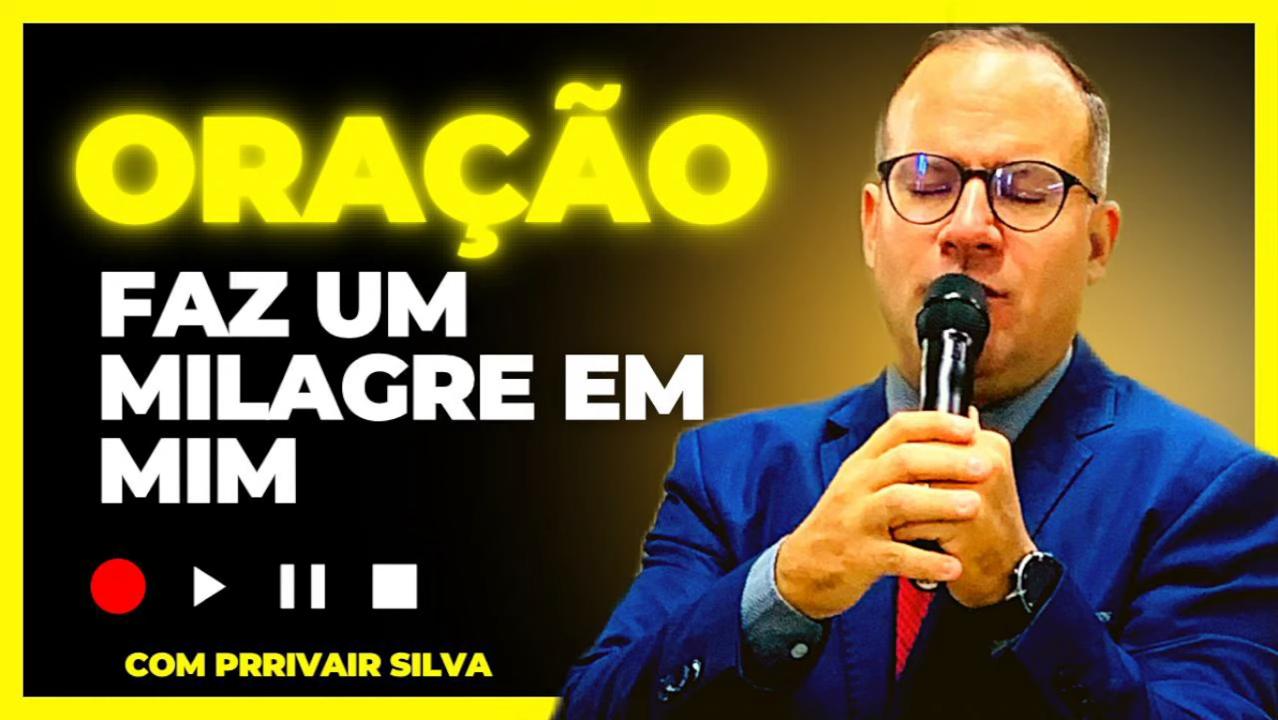 ORAÇÃO
FAZ UM
MILAGRE EM
MIM
COM PRRIVAIR SILVA